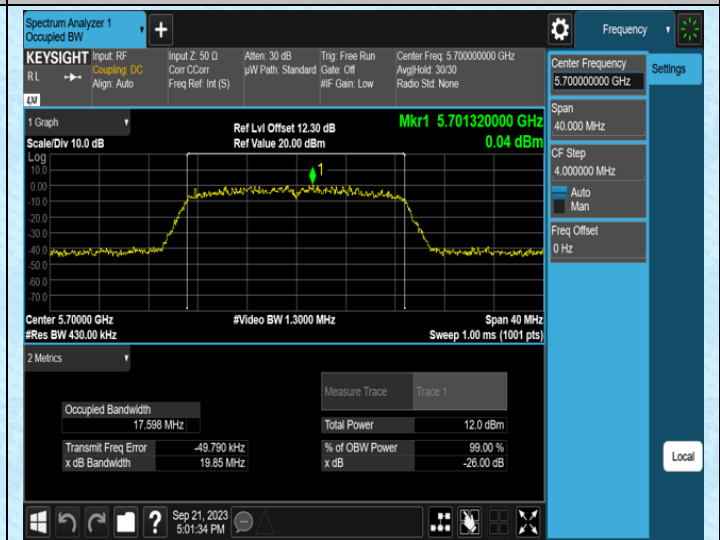 Spectrum Analyzer 1
Occupied BW
+
Frequency
KEYSIGHT
Input: RF
Coupling: DC
Align: Auto
Input Z: 50 Ω
Corr CCorr
Freq Ref: Int (S)
Atten: 30 dB
µW Path: Standard
Trig: Free Run
Gate: Off
#IF Gain: Low
Center Freq: 5.700000000 GHz
Avg|Hold: 30/30
Radio Std: None
R L
LXI
Center Frequency
5.700000000 GHz
Settings
Span
40.000 MHz
CF Step
4.000000 MHz
Auto
Man
Freq Offset
0 Hz
Local
1 Graph
Scale/Div 10.0 dB
Ref Lvl Offset 12.30 dB
Ref Value 20.00 dBm
Mkr1 5.701320000 GHz
0.04 dBm
Log
10.0
0.00
-10.0
-20.0
-30.0
-40.0
-50.0
-60.0
-70.0
1
Center 5.70000 GHz
#Res BW 430.00 kHz
#Video BW 1.3000 MHz
Span 40 MHz
Sweep 1.00 ms (1001 pts)
2 Metrics
Measure Trace
Trace 1
Occupied Bandwidth
17.598 MHz
Total Power
12.0 dBm
Transmit Freq Error
-49.790 kHz
% of OBW Power
99.00 %
x dB Bandwidth
19.85 MHz
x dB
-26.00 dB
?
Sep 21, 2023
5:01:34 PM